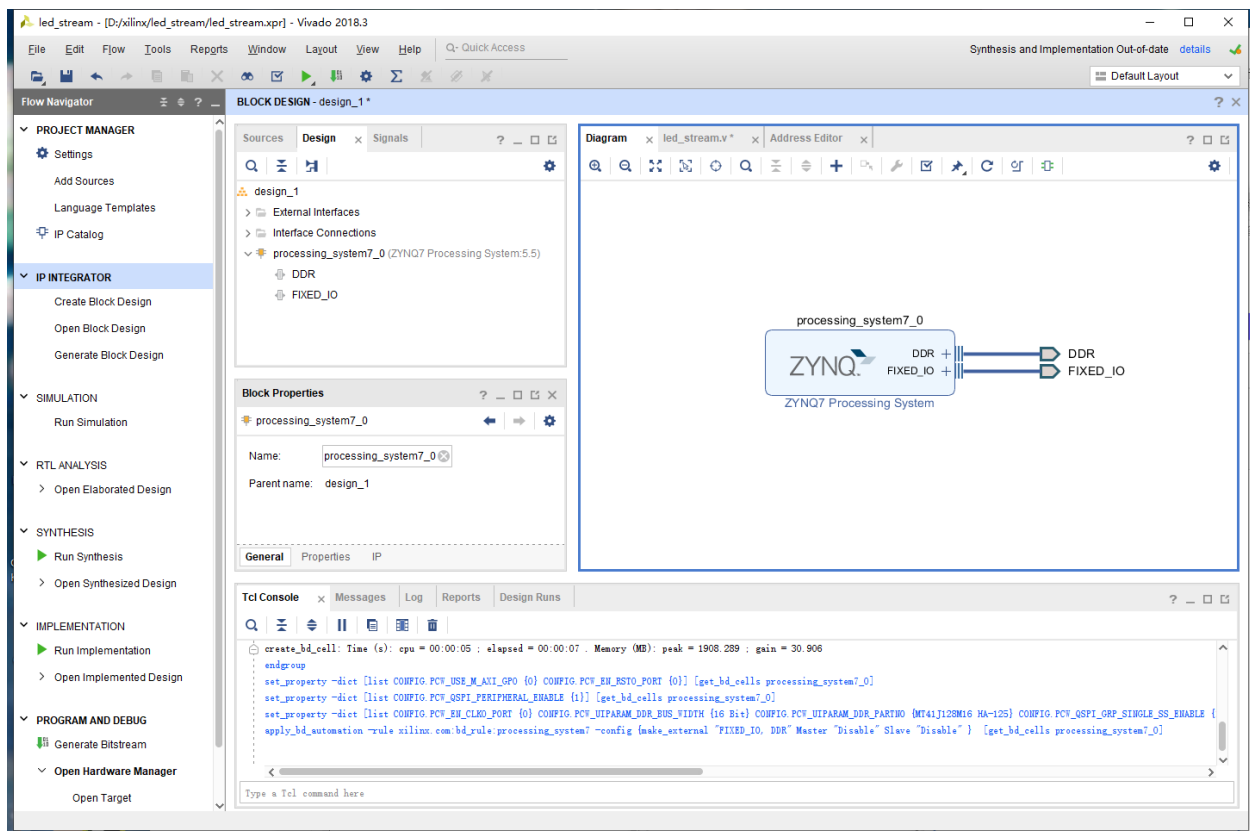 led_stream - [D:/xilinx/led_stream/led_stream.xpr] - Vivado 2018.3
File Edit Flow Tools Reports Window Layout View Help Q- Quick Access
Synthesis and Implementation Out-of-date details
Default Layout
Flow Navigator
PROJECT MANAGER
Settings
Add Sources
Language Templates
IP Catalog
IP INTEGRATOR
Create Block Design
Open Block Design
Generate Block Design
SIMULATION
Run Simulation
RTL ANALYSIS
Open Elaborated Design
SYNTHESIS
Run Synthesis
Open Synthesized Design
IMPLEMENTATION
Run Implementation
Open Implemented Design
PROGRAM AND DEBUG
Generate Bitstream
Open Hardware Manager
Open Target
BLOCK DESIGN - design_1 *
Sources Design Signals
design_1
External Interfaces
Interface Connections
processing_system7_0 (ZYNQ7 Processing System:5.5)
DDR
FIXED_IO
Block Properties
processing_system7_0
Name: processing_system7_0
Parent name: design_1
General Properties IP
Diagram led_stream.v * Address Editor
processing_system7_0
ZYNQ
DDR
FIXED_IO
DDR
FIXED_IO
ZYNQ7 Processing System
Tcl Console Messages Log Reports Design Runs
create_bd_cell: Time (s): cpu = 00:00:05 ; elapsed = 00:00:07 . Memory (MB): peak = 1908.289 ; gain = 30.906
endgroup
set_property -dict [list CONFIG.PCW_USE_M_AXI_GP0 {0} CONFIG.PCW_EN_RST0_PORT {0}] [get_bd_cells processing_system7_0]
set_property -dict [list CONFIG.PCW_QSPI_PERIPHERAL_ENABLE {1}] [get_bd_cells processing_system7_0]
set_property -dict [list CONFIG.PCW_EN_CLK0_PORT {0} CONFIG.PCW_UIPARAM_DDR_BUS_WIDTH {16 Bit} CONFIG.PCW_UIPARAM_DDR_PARTNO {MT41J128M16 HA-125} CONFIG.PCW_QSPI_GRP_SINGLE_SS_ENABLE {
apply_bd_automation -rule xilinx.com:bd_rule:processing_system7 -config {make_external "FIXED_IO, DDR" Master "Disable" Slave "Disable" } [get_bd_cells processing_system7_0]
Type a Tcl command here